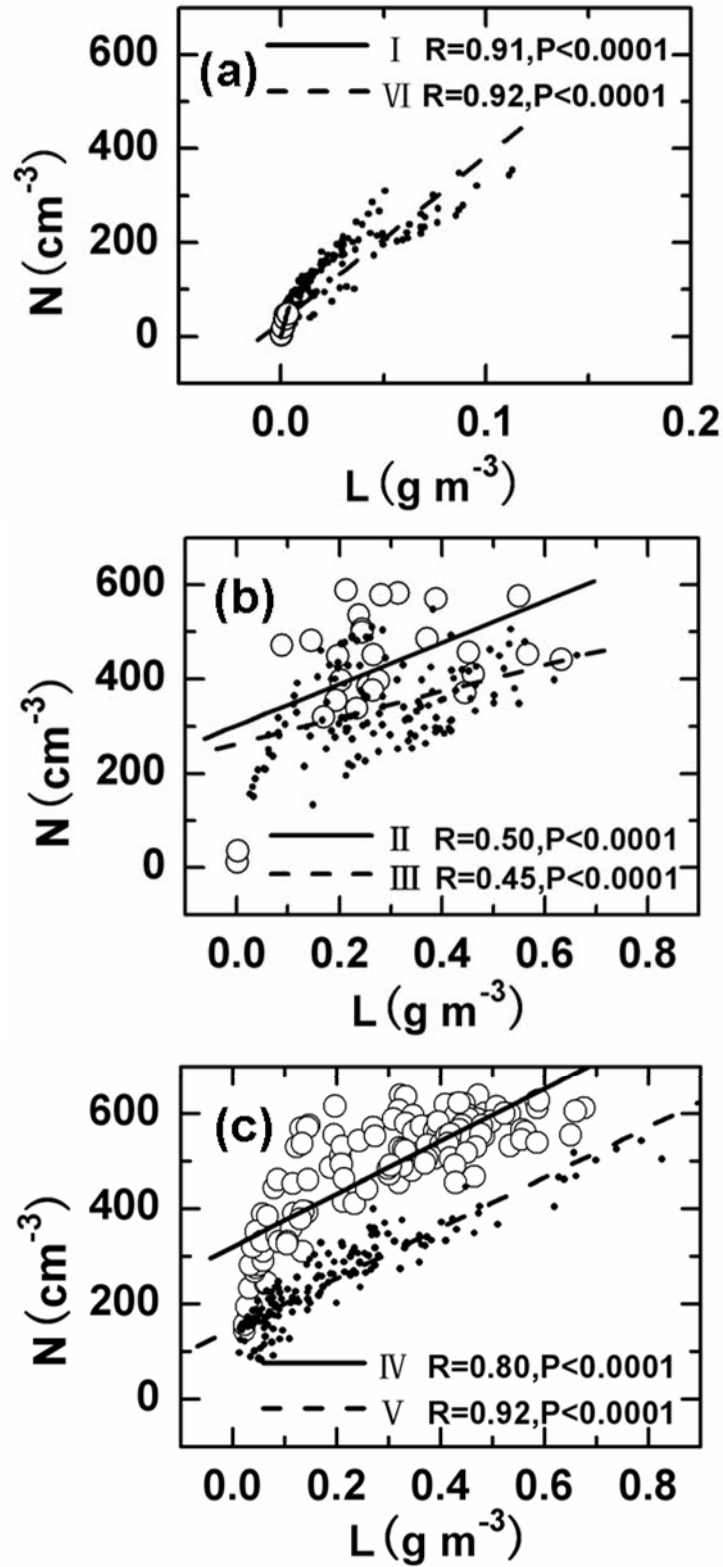 (a)
Ⅰ R=0.91,P<0.0001
Ⅵ R=0.92,P<0.0001
600
400
200
0
N (cm⁻³)
0.0 0.1 0.2
L (g m⁻³)
(b)
600
400
200
0
N (cm⁻³)
Ⅱ R=0.50,P<0.0001
Ⅲ R=0.45,P<0.0001
0.0 0.2 0.4 0.6 0.8
L (g m⁻³)
(c)
600
400
200
0
N (cm⁻³)
Ⅳ R=0.80,P<0.0001
Ⅴ R=0.92,P<0.0001
0.0 0.2 0.4 0.6 0.8
L (g m⁻³)